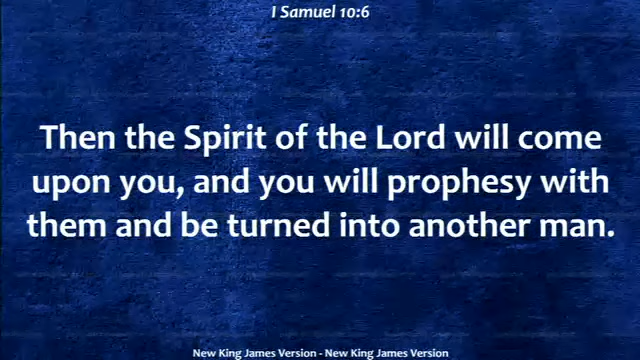 I Samuel 10:6
Then the Spirit of the Lord will come
upon you, and you will prophesy with
them and be turned into another man.
New King James Version - New King James Version